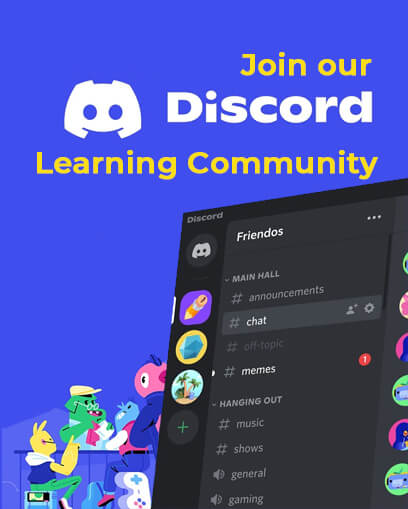 Join our
Discord
Learning Community
Discord
Friendos
MAIN HALL
# announcements
# chat
# off-topic
# memes
1
HANGING OUT
# music
# shows
general
gaming